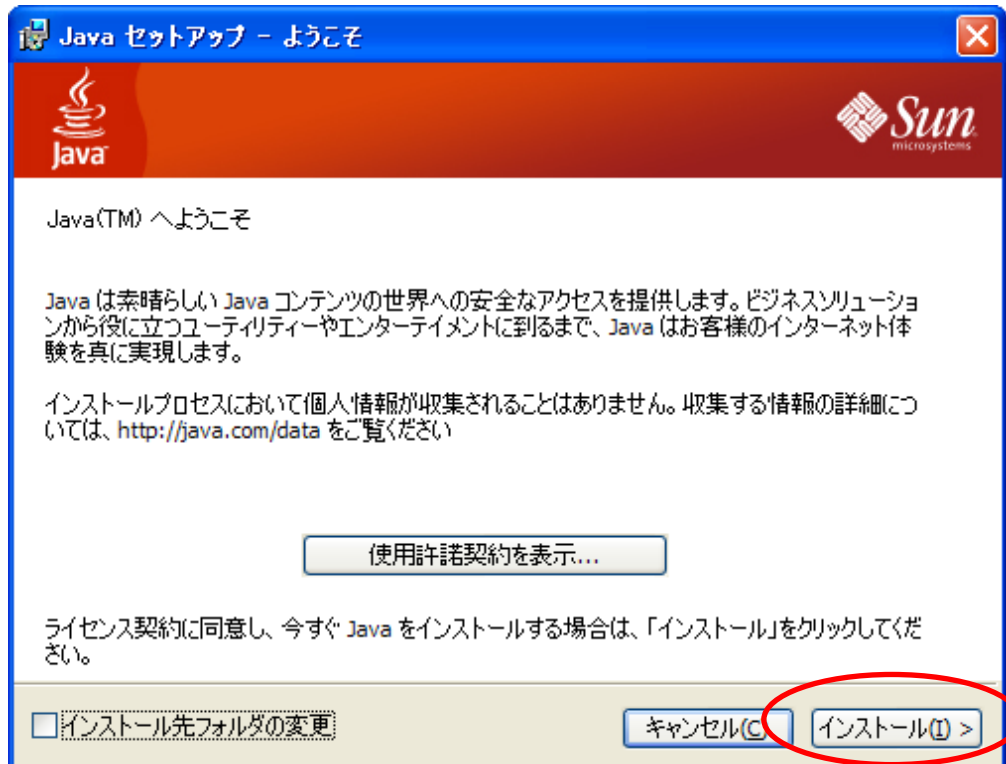 Java セットアップ - ようこそ
Java
Sun
microsystems
Java(TM) へようこそ
Java は素晴らしい Java コンテンツの世界への安全なアクセスを提供します。ビジネスソリューショ
ンから役に立つユーティリティーやエンターテイメントに到るまで、Java はお客様のインターネット体
験を真に実現します。
インストールプロセスにおいて個人情報が収集されることはありません。収集する情報の詳細につ
いては、http://java.com/data をご覧ください
使用許諾契約を表示...
ライセンス契約に同意し、今すぐ Java をインストールする場合は、「インストール」をクリックしてくだ
さい。
インストール先フォルダの変更
キャンセル(C)
インストール(I) >